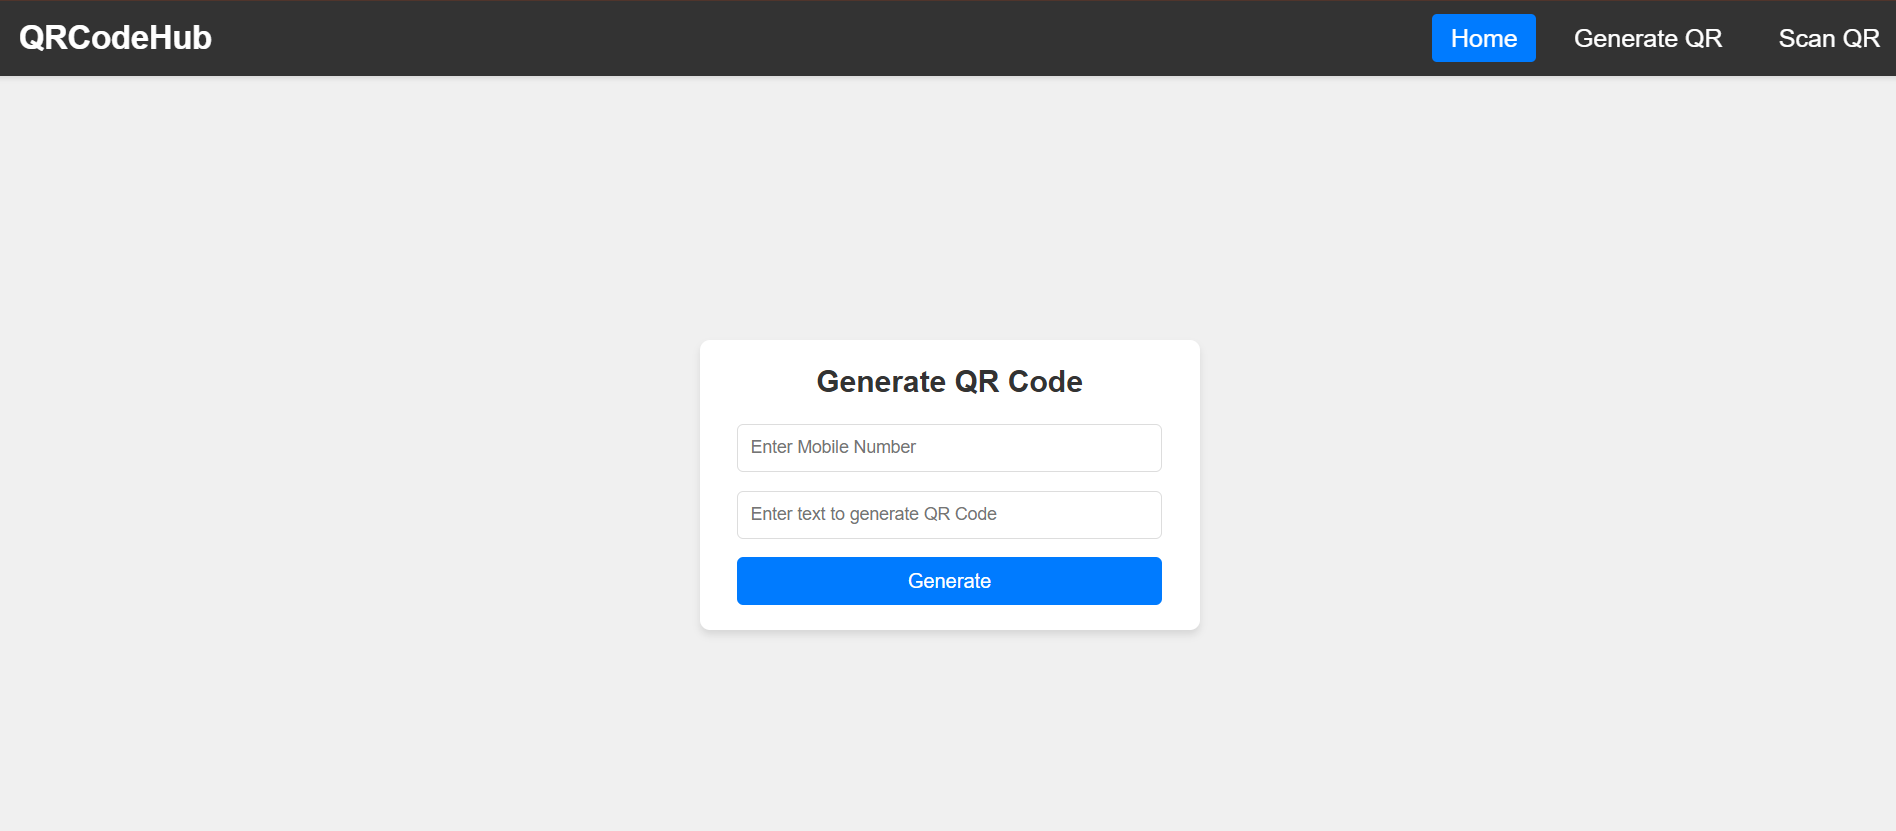 QRCodeHub
Home Generate QR Scan QR
Generate QR Code
Enter Mobile Number
Enter text to generate QR Code
Generate